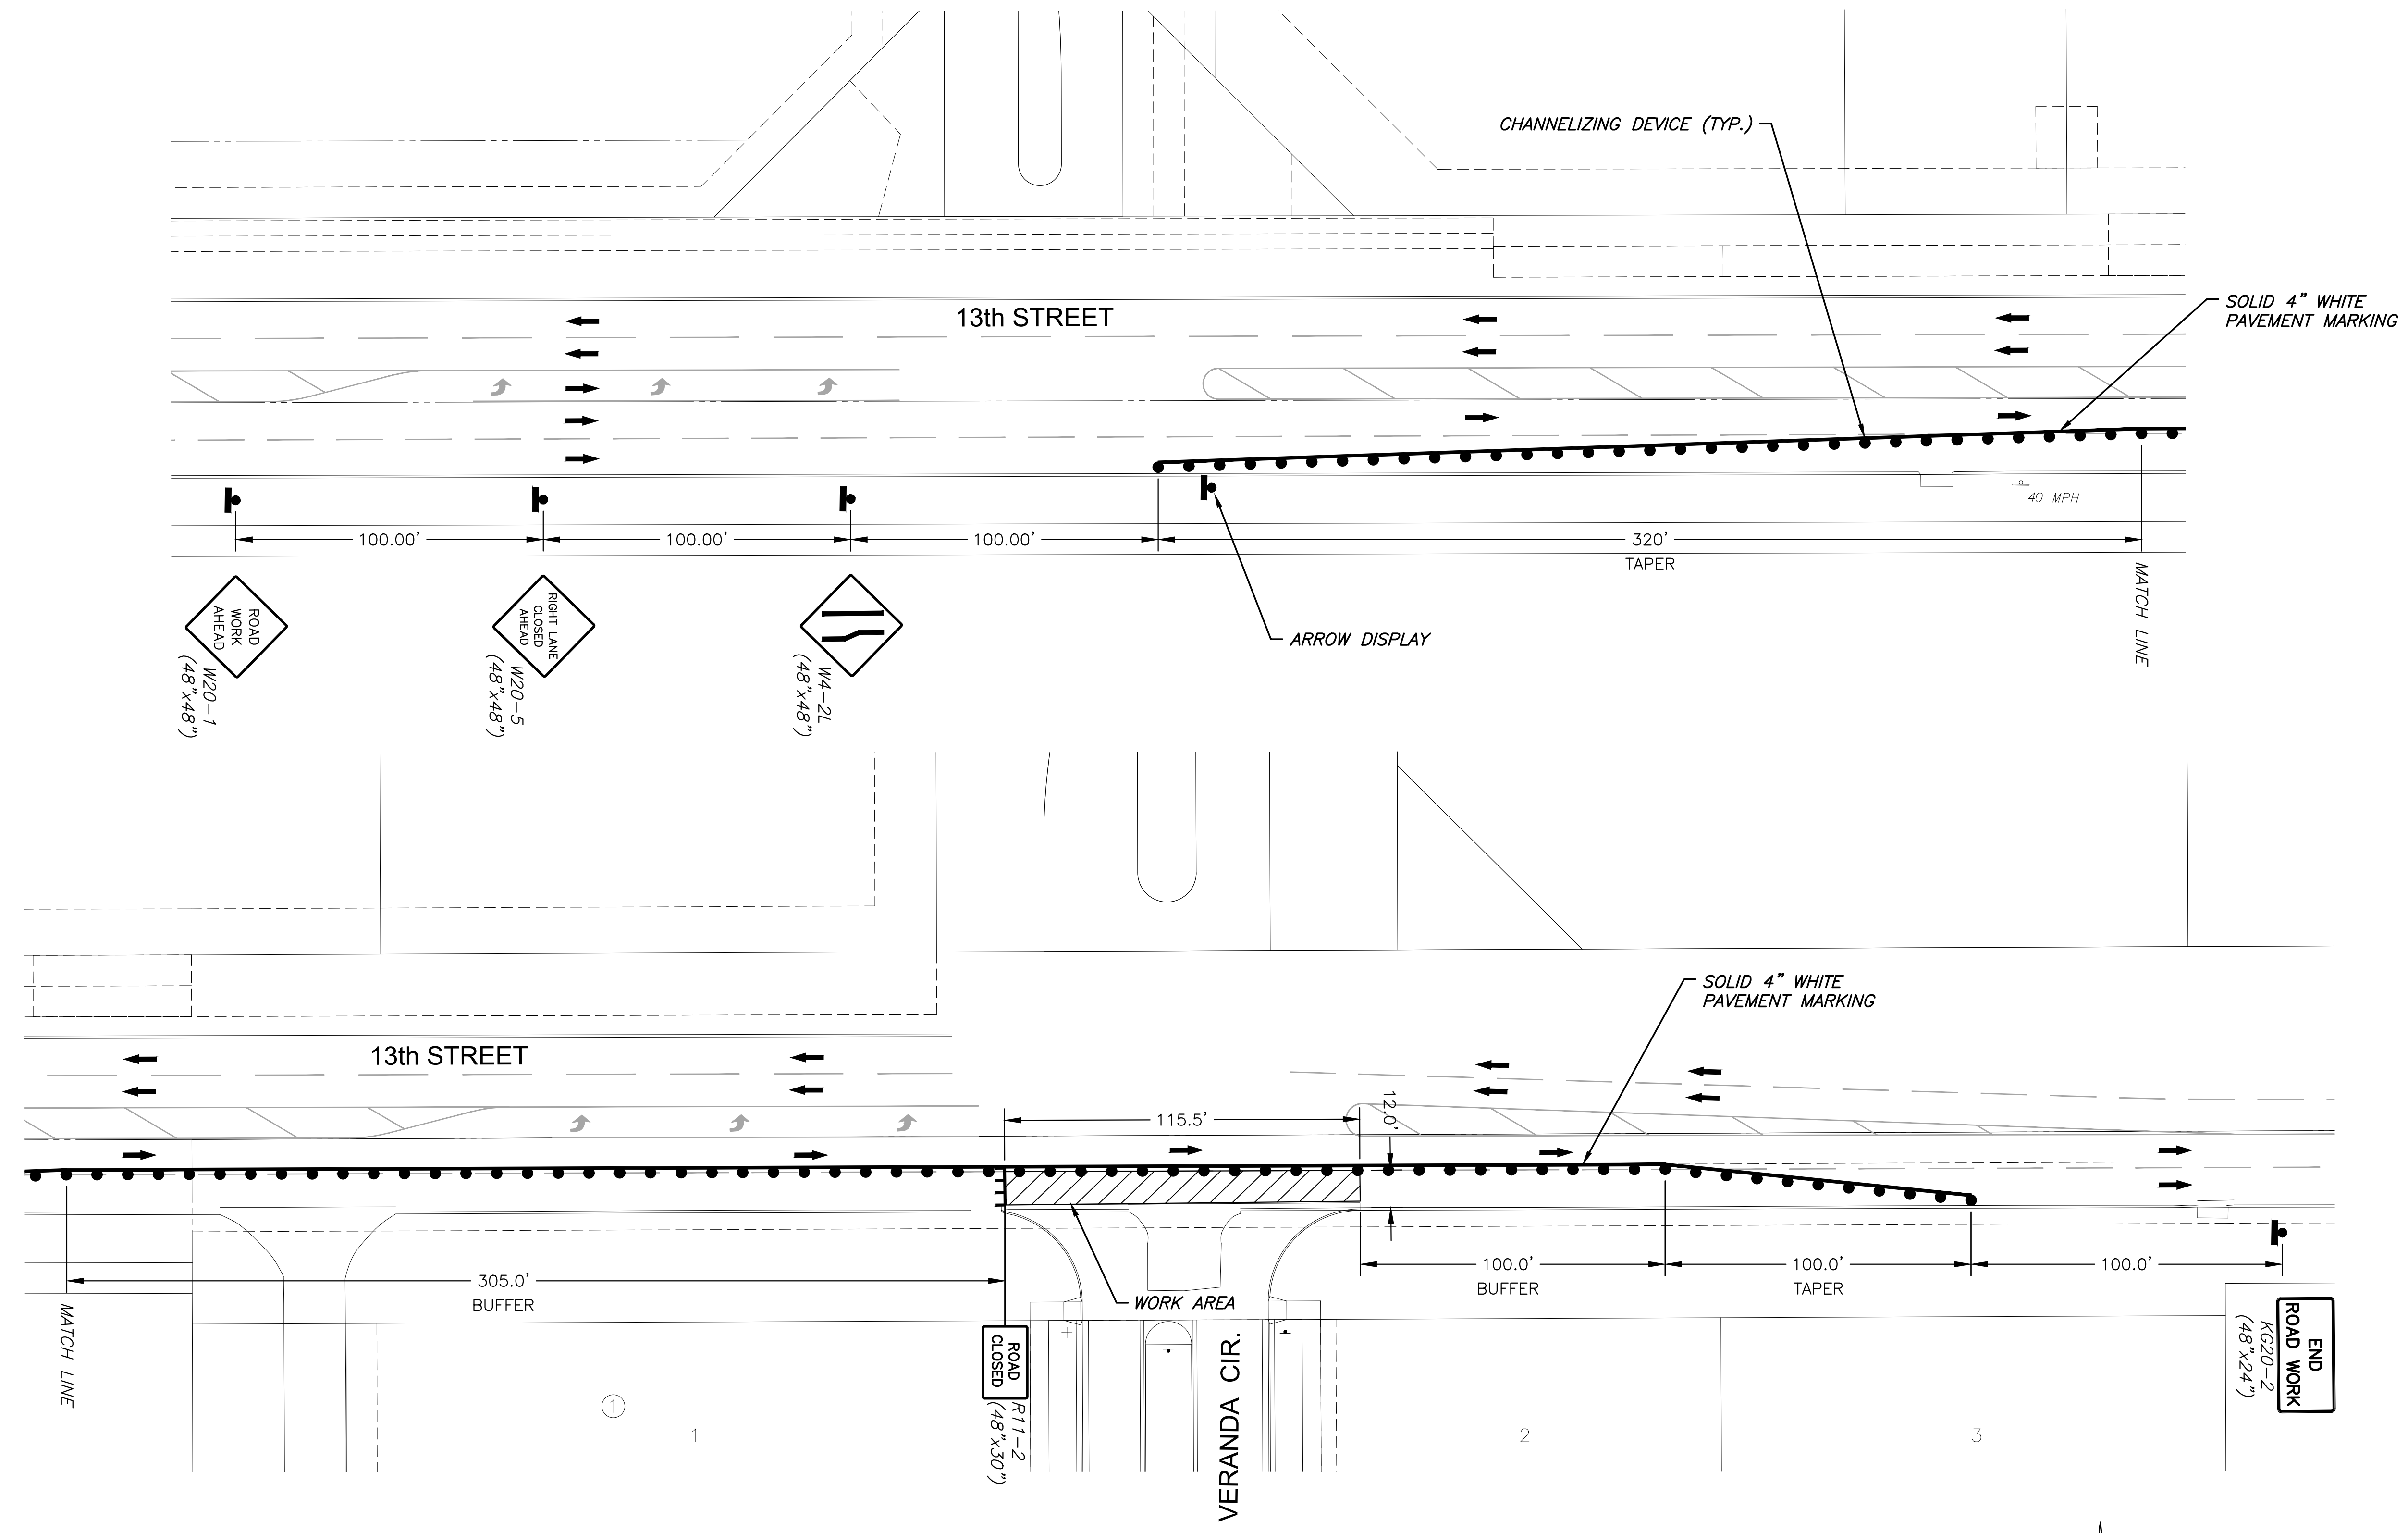 CHANNELIZING DEVICE (TYP.)
13th STREET
SOLID 4" WHITE
PAVEMENT MARKING
40 MPH
100.00'
100.00'
100.00'
320'
TAPER
ROAD
WORK
AHEAD
W20-1
(48"x48")
RIGHT LANE
CLOSED
AHEAD
W20-5
(48"x48")
W4-2L
(48"x48")
ARROW DISPLAY
MATCH LINE
SOLID 4" WHITE
PAVEMENT MARKING
13th STREET
115.5'
12.0'
305.0'
BUFFER
WORK AREA
100.0'
BUFFER
100.0'
TAPER
100.0'
MATCH LINE
ROAD
CLOSED
R11-2
(48"x30")
VERANDA CIR.
END
ROAD WORK
KG20-2
(48"x24")
1
1
2
3